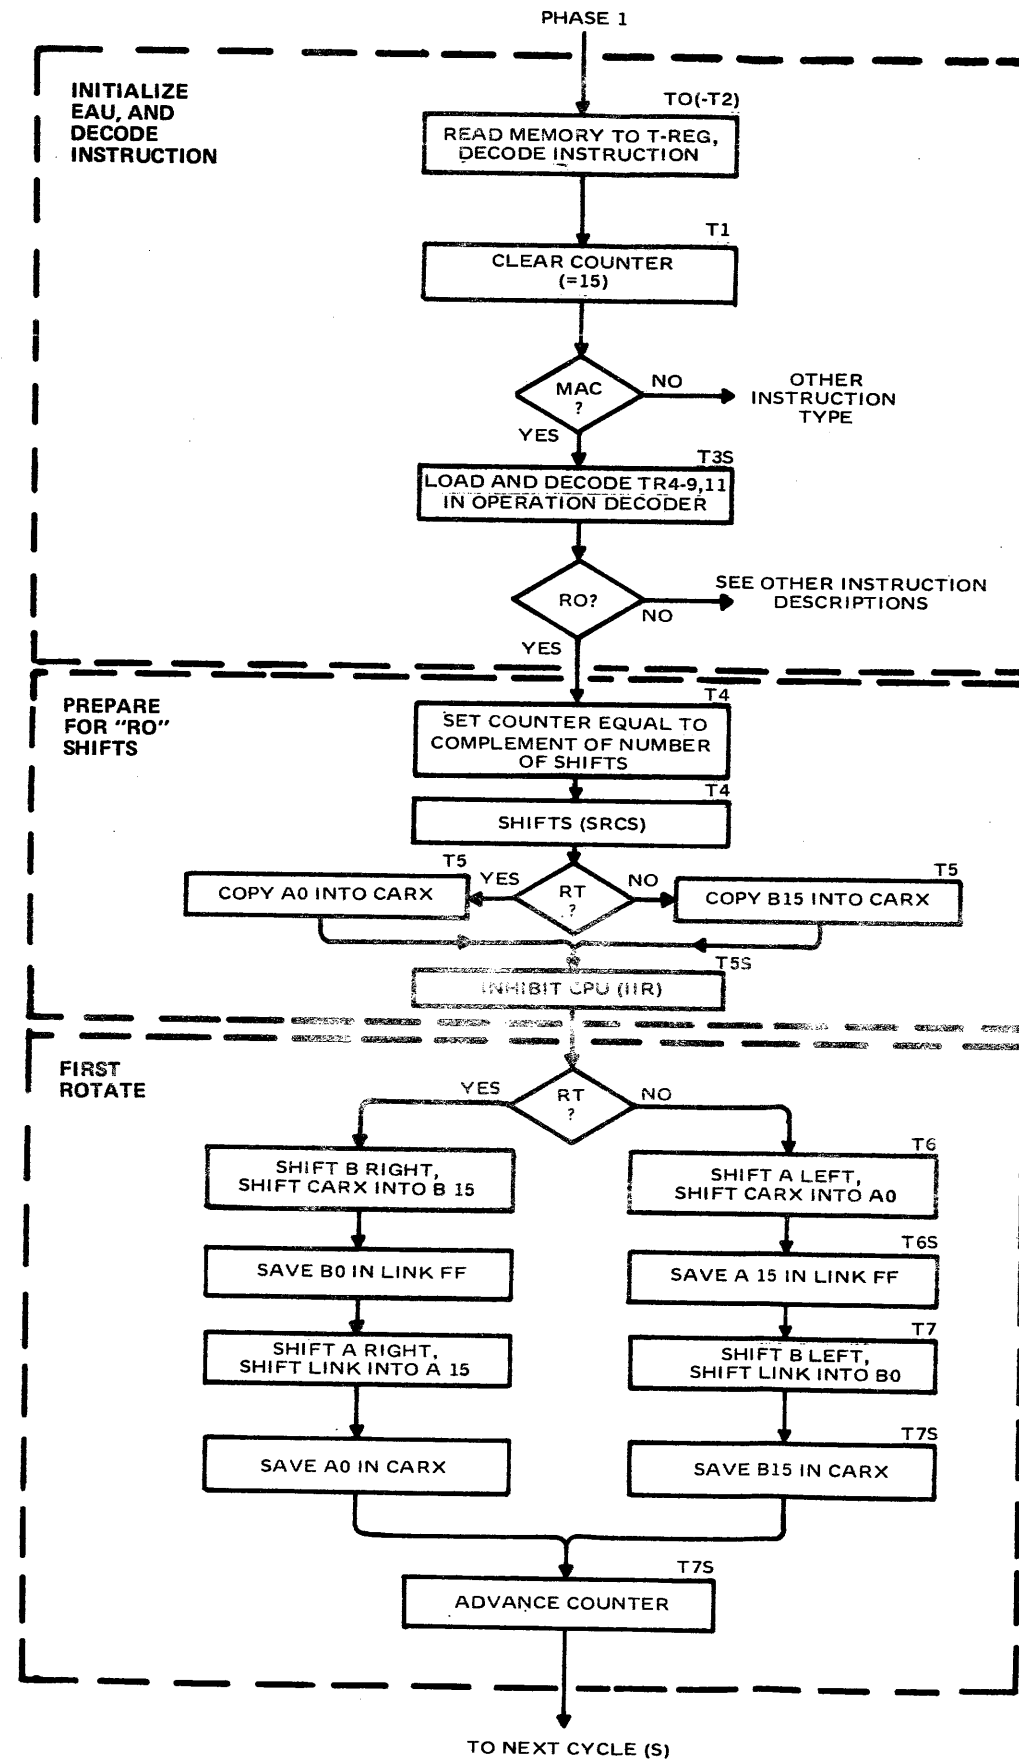 PHASE 1
INITIALIZE
EAU, AND
DECODE
INSTRUCTION
TO(-T2)
READ MEMORY TO T-REG,
DECODE INSTRUCTION
T1
CLEAR COUNTER
(=15)
MAC
?
NO
OTHER
INSTRUCTION
TYPE
YES
T3S
LOAD AND DECODE TR4-9,11
IN OPERATION DECODER
RO?
NO
SEE OTHER INSTRUCTION
DESCRIPTIONS
YES
PREPARE
FOR "RO"
SHIFTS
T4
SET COUNTER EQUAL TO
COMPLEMENT OF NUMBER
OF SHIFTS
T4
SHIFTS (SRCS)
T5
COPY A0 INTO CARX
YES
RT
?
NO
T5
COPY B15 INTO CARX
T5S
INHIBIT CPU (IIR)
FIRST
ROTATE
YES
RT
?
NO
SHIFT B RIGHT,
SHIFT CARX INTO B 15
T6
SHIFT A LEFT,
SHIFT CARX INTO A0
SAVE B0 IN LINK FF
T6S
SAVE A 15 IN LINK FF
SHIFT A RIGHT,
SHIFT LINK INTO A 15
T7
SHIFT B LEFT,
SHIFT LINK INTO B0
SAVE A0 IN CARX
T7S
SAVE B15 IN CARX
T7S
ADVANCE COUNTER
TO NEXT CYCLE (S)